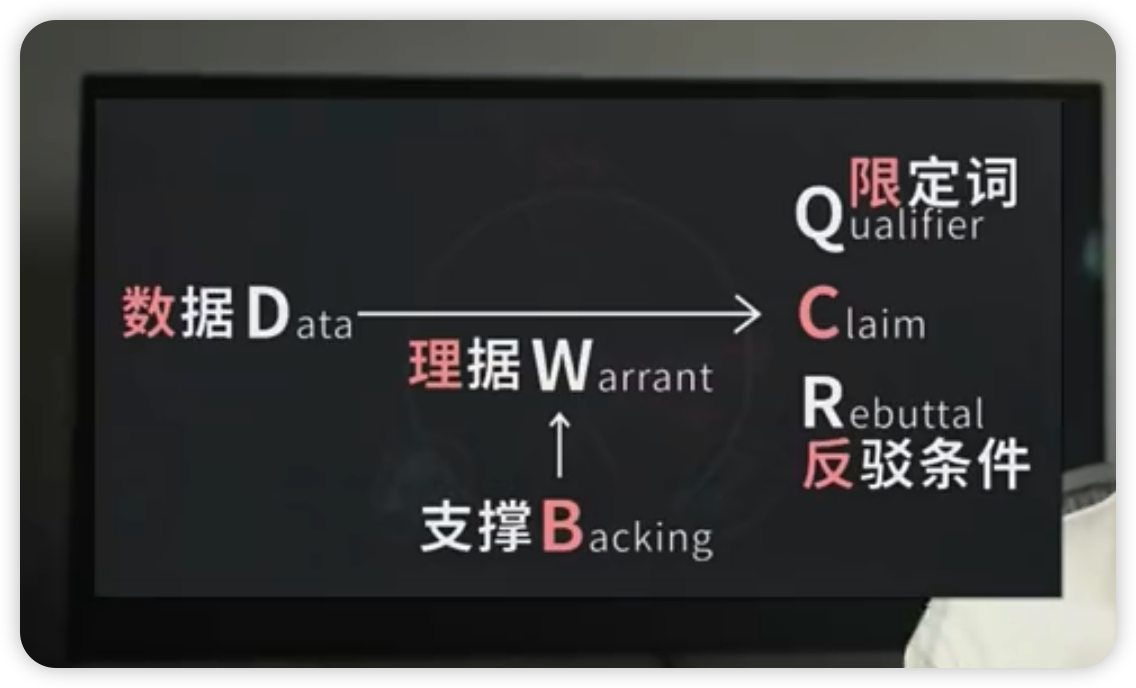 限定词
Qualifier
数据 Data
Claim
理据 Warrant
Rebuttal
反驳条件
支撑 Backing